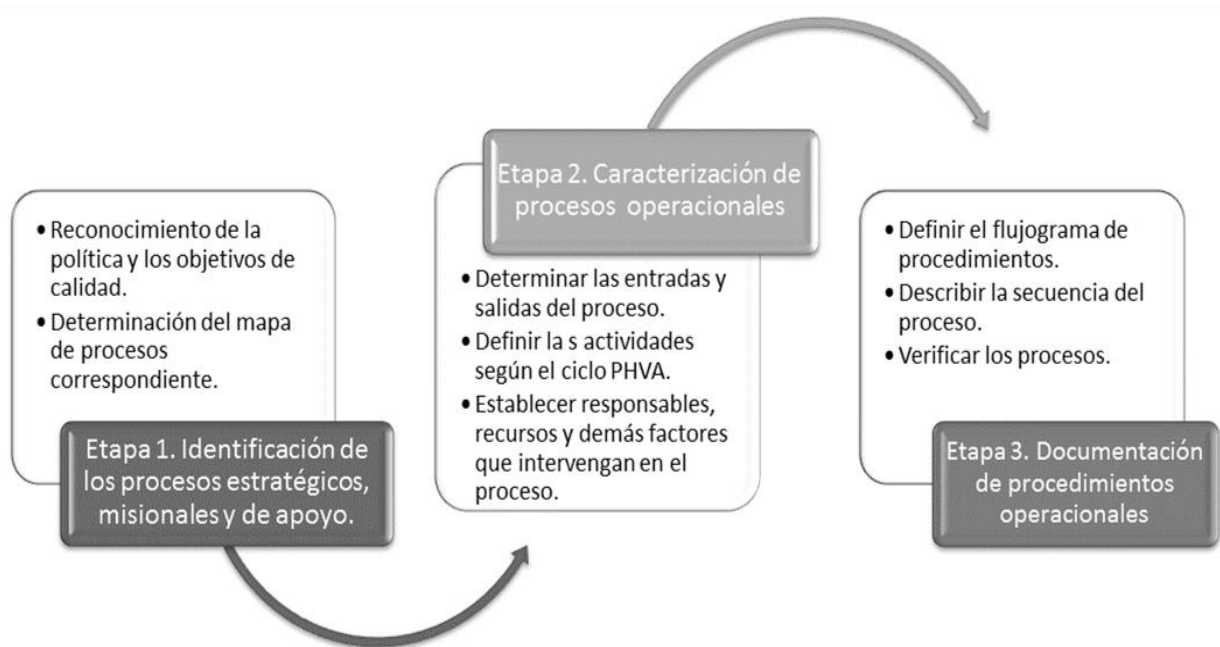 • Reconocimiento de la
política y los objetivos de
calidad.
• Determinación del mapa
de procesos
correspondiente.
Etapa 1. Identificación de
los procesos estratégicos,
misionales y de apoyo.
Etapa 2. Caracterización de
procesos operacionales
• Determinar las entradas y
salidas del proceso.
• Definir la s actividades
según el ciclo PHVA.
• Establecer responsables,
recursos y demás factores
que intervengan en el
proceso.
• Definir el flujograma de
procedimientos.
• Describir la secuencia del
proceso.
• Verificar los procesos.
Etapa 3. Documentación
de procedimientos
operacionales